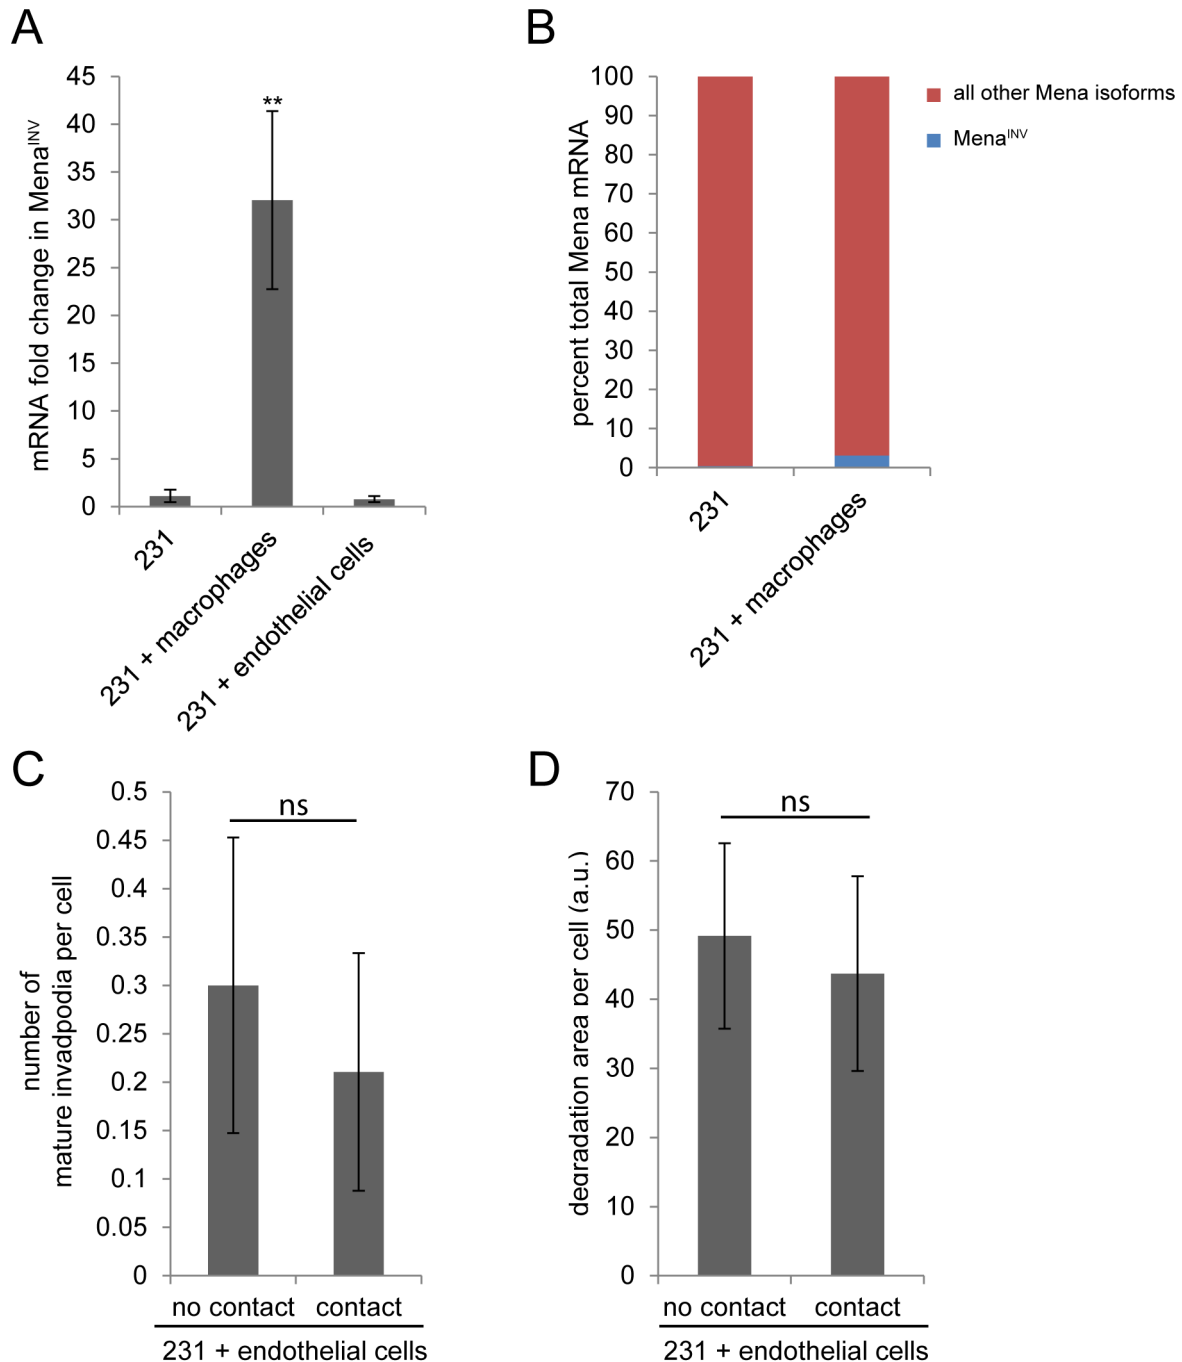 A
mRNA fold change in Mena^INV
45
40
35
30
25
20
15
10
5
0
**
231
231 + macrophages
231 + endothelial cells
B
percent total Mena mRNA
100
90
80
70
60
50
40
30
20
10
0
231
231 + macrophages
all other Mena isoforms
Mena^INV
C
number of
mature invadpodia per cell
0.5
0.45
0.4
0.35
0.3
0.25
0.2
0.15
0.1
0.05
0
ns
no contact
contact
231 + endothelial cells
D
degradation area per cell (a.u.)
70
60
50
40
30
20
10
0
ns
no contact
contact
231 + endothelial cells